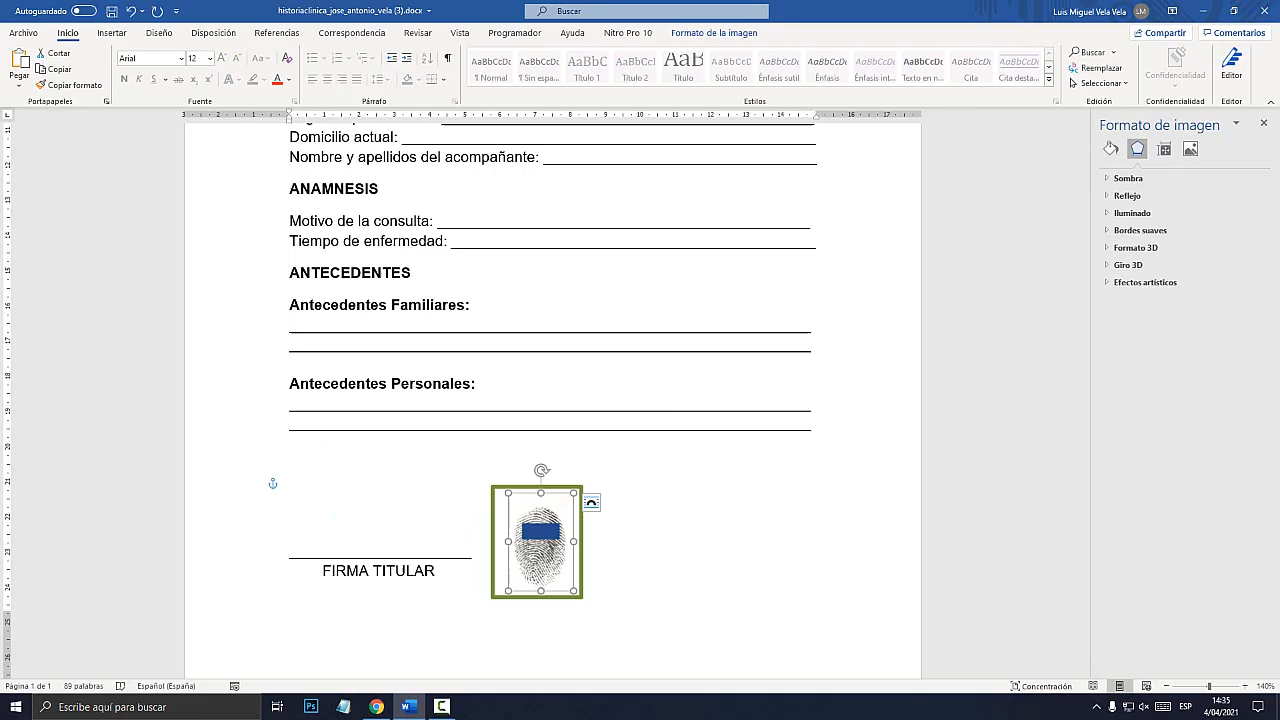 Autoguardado
historiaclinica_jose_antonio_vela (3).docx
Buscar
Luis Miguel Vela Vela
LM
Archivo
Inicio
Insertar
Diseño
Disposición
Referencias
Correspondencia
Revisar
Vista
Programador
Ayuda
Nitro Pro 10
Formato de la imagen
Compartir
Comentarios
Pegar
Cortar
Copiar
Copiar formato
Portapapeles
Arial
12
N K S
Fuente
Párrafo
AaBbCcDc AaBbCcDc AaBbC AaBbCcI AaB AaBbCcD AaBbCcDc AaBbCcDc AaBbCcDc AaBbCcDc AaBbCcDc AaBbCcDc
¶ Normal
¶ Sin espa...
Título 1
Título 2
Título
Subtítulo
Énfasis sutil
Énfasis
Énfasis int...
Texto en n...
Cita
Cita desta...
Estilos
Buscar
Reemplazar
Seleccionar
Edición
Confidencialidad
Confidencialidad
Editor
Editor
Domicilio actual:
Nombre y apellidos del acompañante:
ANAMNESIS
Motivo de la consulta:
Tiempo de enfermedad:
ANTECEDENTES
Antecedentes Familiares:
Antecedentes Personales:
FIRMA TITULAR
Formato de imagen
Sombra
Reflejo
Iluminado
Bordes suaves
Formato 3D
Giro 3D
Efectos artísticos
Página 1 de 1
89 palabras
Español (España)
Concentración
140%
Escribe aquí para buscar
ESP
14:35
4/04/2021